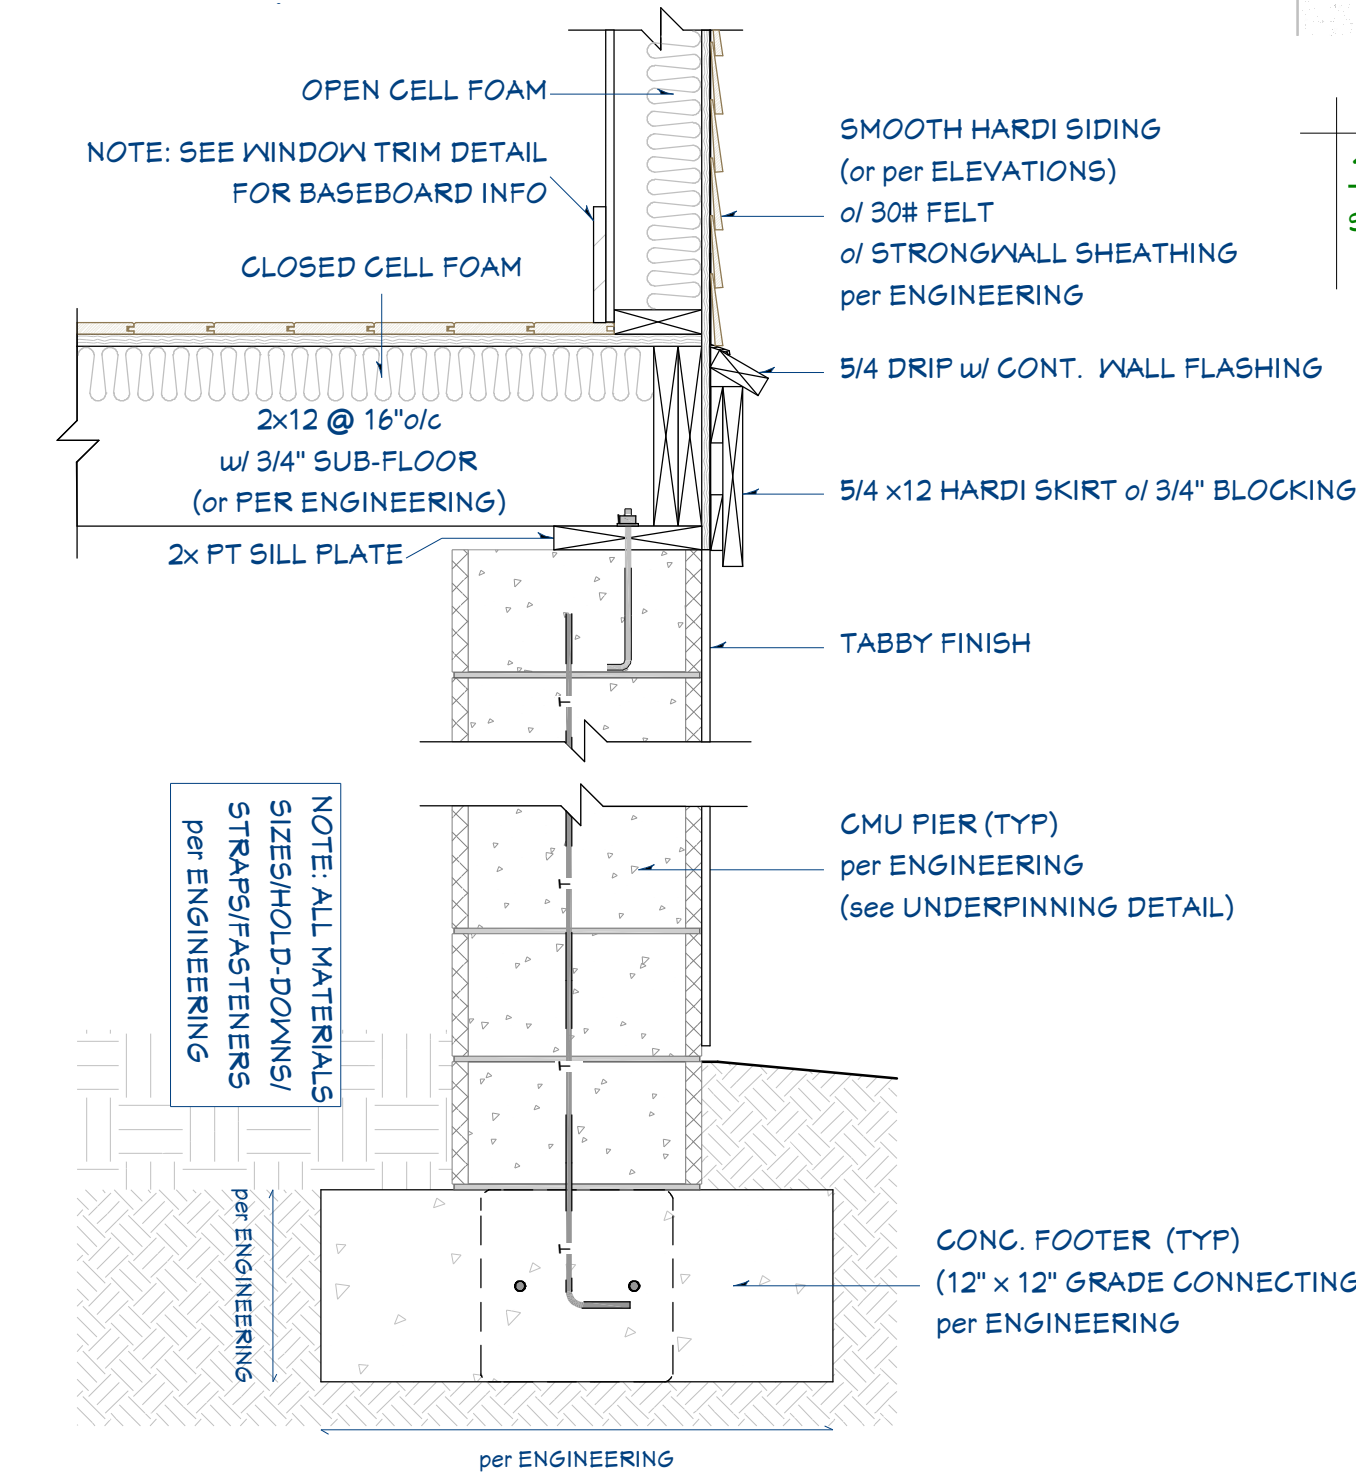 OPEN CELL FOAM
NOTE: SEE WINDOW TRIM DETAIL
FOR BASEBOARD INFO
CLOSED CELL FOAM
SMOOTH HARDI SIDING
(or per ELEVATIONS)
o/ 30# FELT
o/ STRONGWALL SHEATHING
per ENGINEERING
5/4 DRIP w/ CONT. WALL FLASHING
2x12 @ 16"o/c
w/ 3/4" SUB-FLOOR
(or PER ENGINEERING)
5/4 x12 HARDI SKIRT o/ 3/4" BLOCKING
2x PT SILL PLATE
TABBY FINISH
NOTE: ALL MATERIALS
SIZES/HOLD-DOWNS/
STRAPS/FASTENERS
per ENGINEERING
CMU PIER (TYP)
per ENGINEERING
(see UNDERPINNING DETAIL)
per ENGINEERING
CONC. FOOTER (TYP)
(12" x 12" GRADE CONNECTING
per ENGINEERING
per ENGINEERING